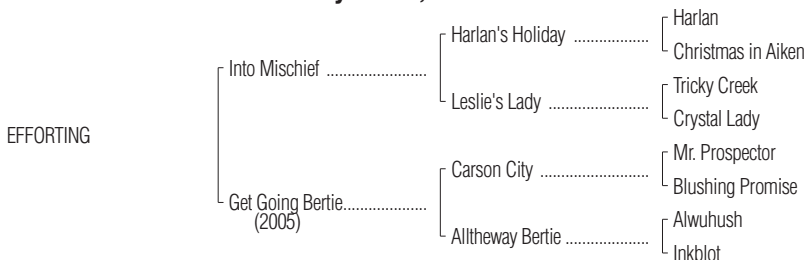 Harlan
Harlan's Holiday ...................
Christmas in Aiken
Into Mischief .........................
Tricky Creek
Leslie's Lady .........................
Crystal Lady
EFFORTING
Mr. Prospector
Carson City ...........................
Blushing Promise
Get Going Bertie.....................
(2005)
Alwuhush
Alltheway Bertie .....................
Inkblot